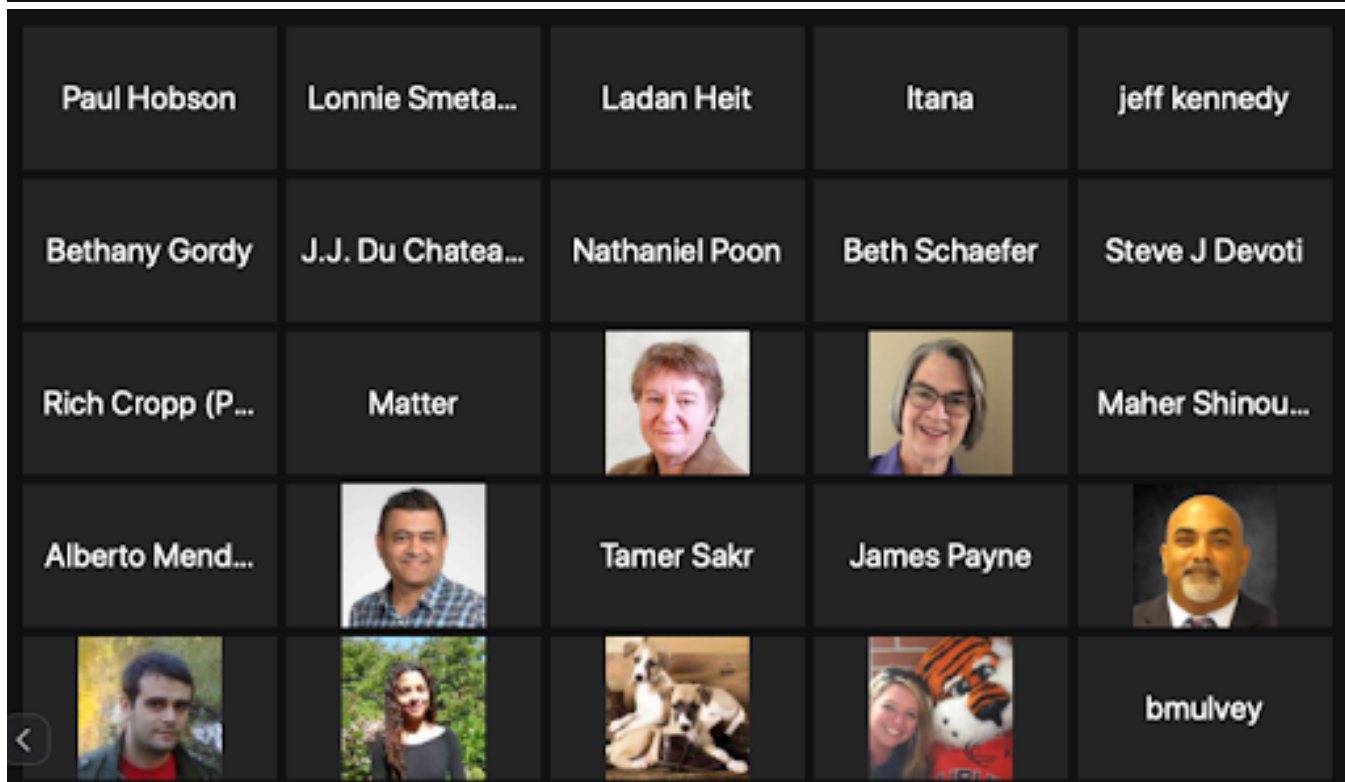 Paul Hobson
Lonnie Smeta...
Ladan Heit
Itana
jeff kennedy
Bethany Gordy
J.J. Du Chatea...
Nathaniel Poon
Beth Schaefer
Steve J Devoti
Rich Cropp (P...
Matter
Maher Shinou...
Alberto Mend...
Tamer Sakr
James Payne
bmulvey